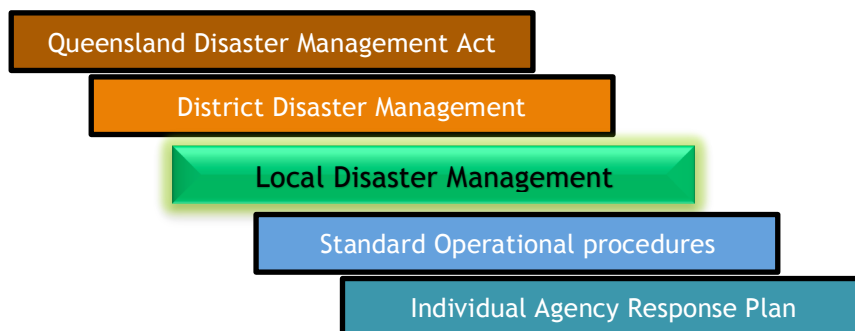 Queensland Disaster Management Act
District Disaster Management
Local Disaster Management
Standard Operational procedures
Individual Agency Response Plan